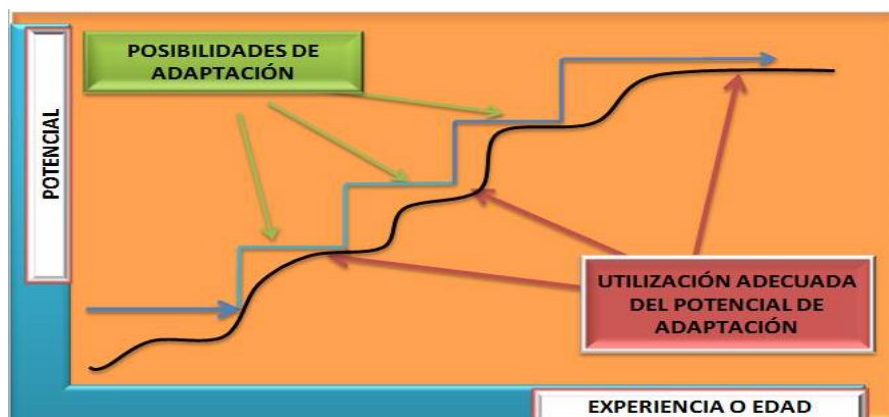 POSIBILIDADES DE
ADAPTACIÓN
POTENCIAL
UTILIZACIÓN ADECUADA
DEL POTENCIAL DE
ADAPTACIÓN
EXPERIENCIA O EDAD